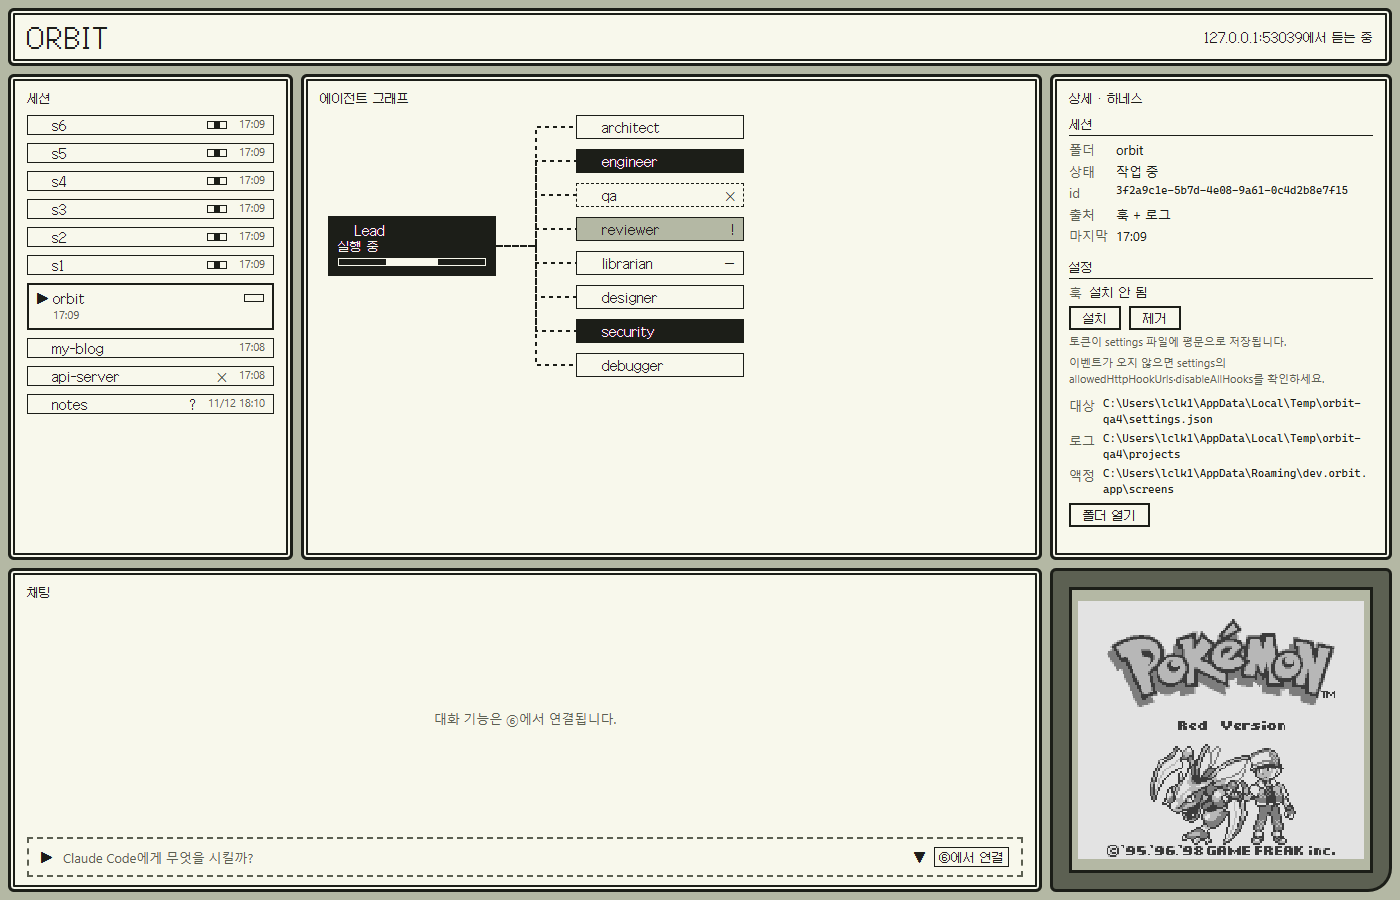 ORBIT
127.0.0.1:53039에서 듣는 중
세션
s6 17:09
s5 17:09
s4 17:09
s3 17:09
s2 17:09
s1 17:09
▶ orbit
17:09
my-blog 17:08
api-server × 17:08
notes ? 11/12 18:10
에이전트 그래프
Lead
실행 중
architect
engineer
qa ×
reviewer !
librarian –
designer
security
debugger
상세 · 하네스
세션
폴더 orbit
상태 작업 중
id 3f2a9c1e-5b7d-4e08-9a61-0c4d2b8e7f15
출처 훅 + 로그
마지막 17:09
설정
훅 설치 안 됨
설치 제거
토큰이 settings 파일에 평문으로 저장됩니다.
이벤트가 오지 않으면 settings의
allowedHttpHookUrls·disableAllHooks를 확인하세요.
대상 C:\Users\lclk1\AppData\Local\Temp\orbit-
qa4\settings.json
로그 C:\Users\lclk1\AppData\Local\Temp\orbit-
qa4\projects
액정 C:\Users\lclk1\AppData\Roaming\dev.orbit.
app\screens
폴더 열기
채팅
대화 기능은 ⑥에서 연결됩니다.
▶ Claude Code에게 무엇을 시킬까? ▼ ⑥에서 연결
POKéMON™
Red Version
©'95.'96.'98 GAME FREAK inc.